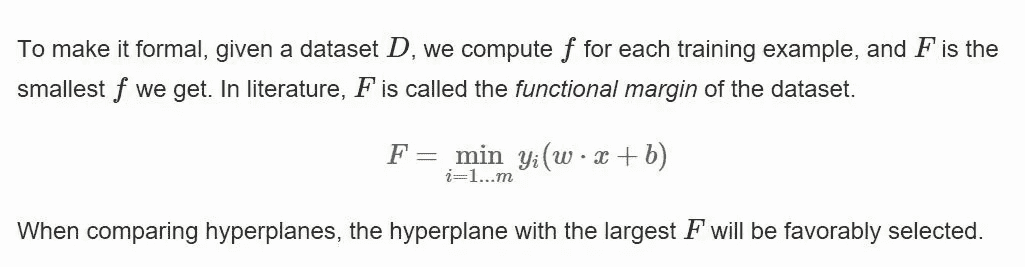 To make it formal, given a dataset D, we compute f for each training example, and F is the
smallest f we get. In literature, F is called the functional margin of the dataset.
F = min y_i(w · x + b)
i=1...m
When comparing hyperplanes, the hyperplane with the largest F will be favorably selected.